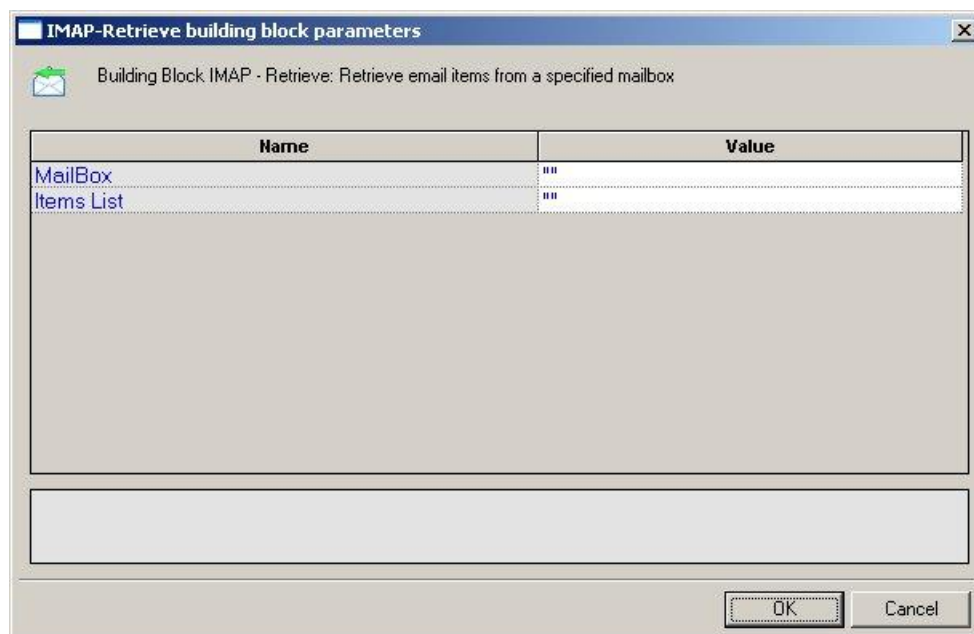 IMAP-Retrieve building block parameters
Building Block IMAP - Retrieve: Retrieve email items from a specified mailbox
Name Value
MailBox ""
Items List ""
OK Cancel